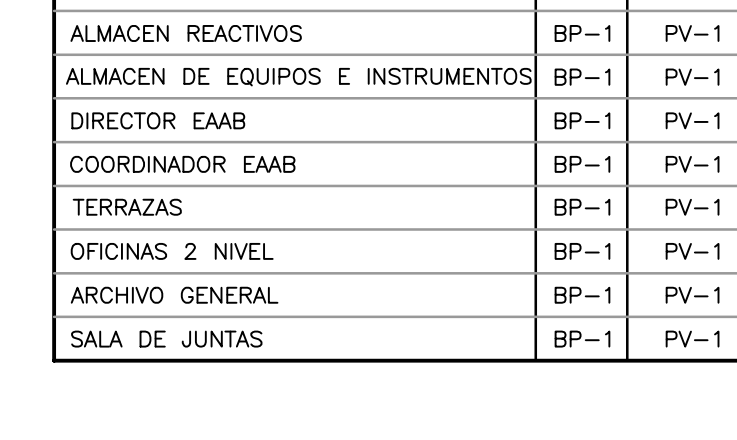 ALMACEN REACTIVOS BP-1 PV-1
ALMACEN DE EQUIPOS E INSTRUMENTOS BP-1 PV-1
DIRECTOR EAAB BP-1 PV-1
COORDINADOR EAAB BP-1 PV-1
TERRAZAS BP-1 PV-1
OFICINAS 2 NIVEL BP-1 PV-1
ARCHIVO GENERAL BP-1 PV-1
SALA DE JUNTAS BP-1 PV-1